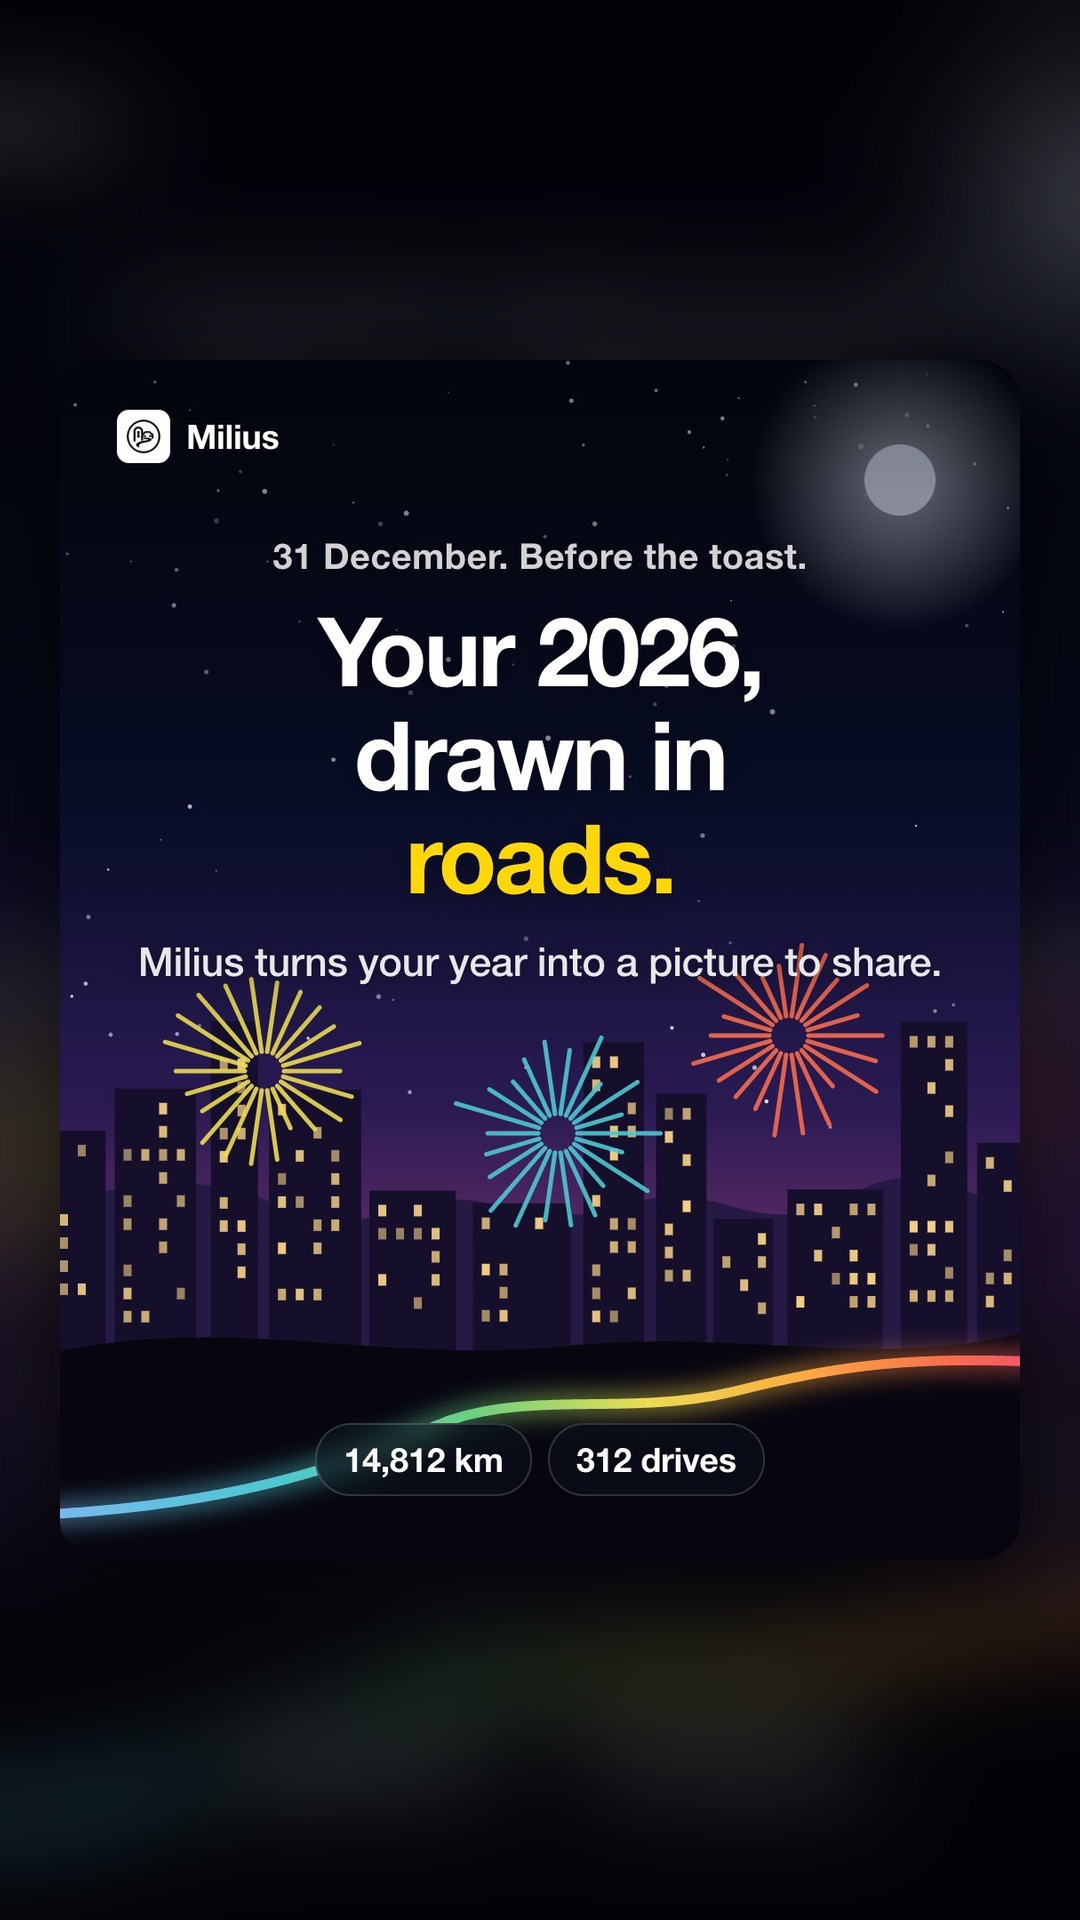 Milius
31 December. Before the toast.
Your 2026,
drawn in
roads.
Milius turns your year into a picture to share.
14,812 km
312 drives